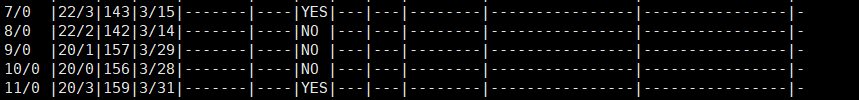 7/0  |22/3|143|3/15|-------|----|YES|---|---|--------|-----------------|----------------|-
8/0  |22/2|142|3/14|-------|----|NO |---|---|--------|-----------------|----------------|-
9/0  |20/1|157|3/29|-------|----|NO |---|---|--------|-----------------|----------------|-
10/0 |20/0|156|3/28|-------|----|NO |---|---|--------|-----------------|----------------|-
11/0 |20/3|159|3/31|-------|----|YES|---|---|--------|-----------------|----------------|-